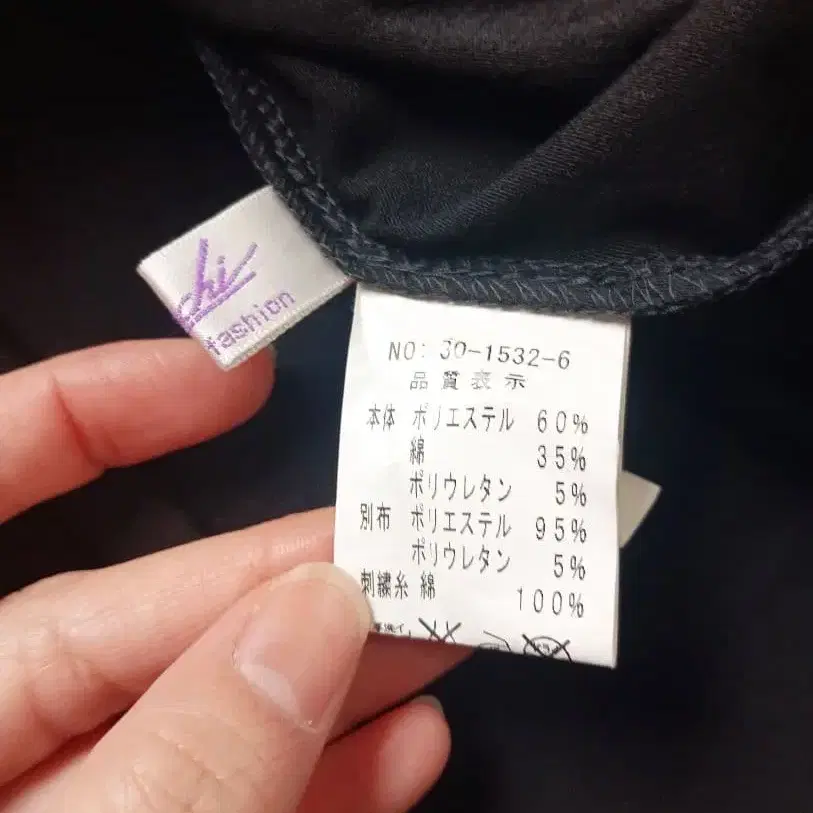 fashion
NO: 30-1532-6
品質表示
本体 ポリエステル 60%
綿 35%
ポリウレタン 5%
別布 ポリエステル 95%
ポリウレタン 5%
刺繍糸 綿 100%